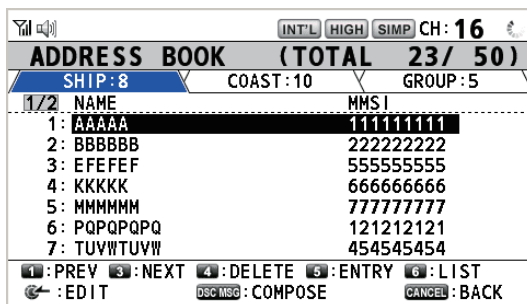 INT'L HIGH SIMP CH: 16
ADDRESS BOOK (TOTAL 23/ 50)
SHIP:8 COAST:10 GROUP:5
1/2 NAME MMSI
1: AAAAA 111111111
2: BBBBBB 222222222
3: EFEFEF 555555555
4: KKKKK 666666666
5: MMMMMM 777777777
6: PQPQPQPQ 121212121
7: TUVWTUVW 454545454
1 :PREV 3 :NEXT 4 :DELETE 5 :ENTRY 6 :LIST
:EDIT DSC MSG :COMPOSE CANCEL :BACK